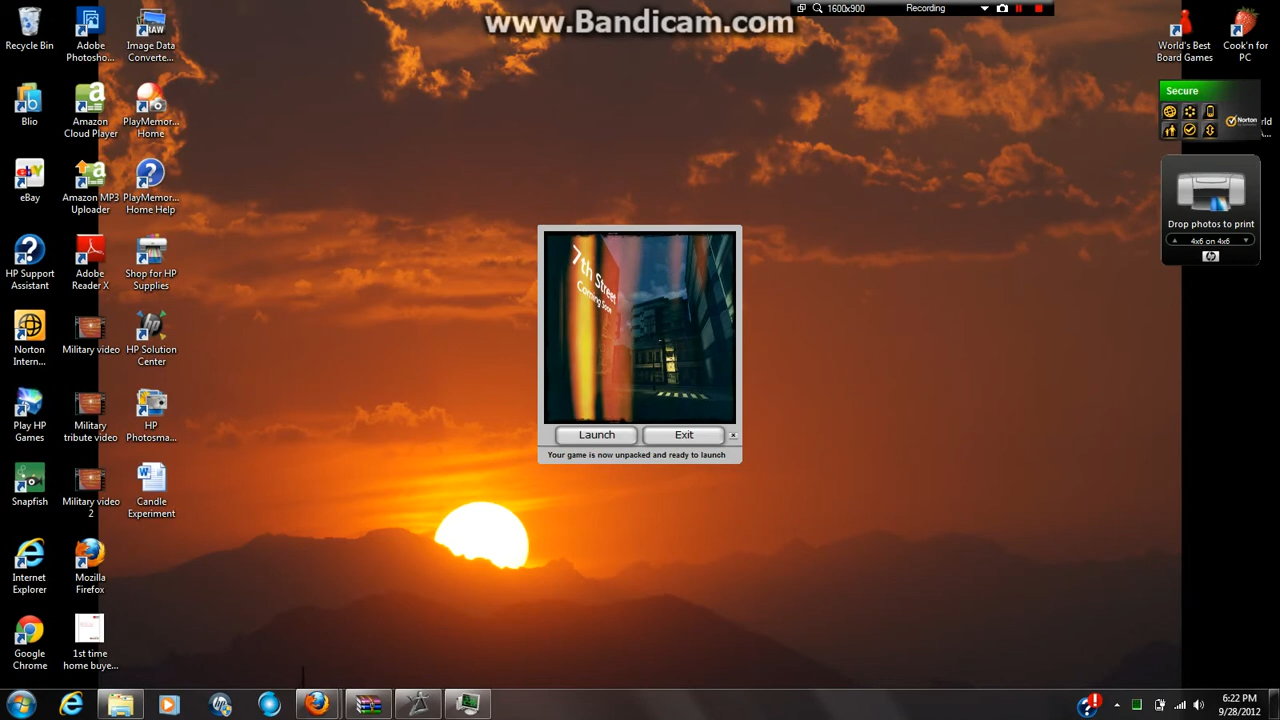 www.Bandicam.com
1600x900
Recording
Recycle Bin
Adobe
Photosho...
Image Data
Converte...
Blio
Amazon
Cloud Player
PlayMemor...
Home
eBay
Amazon MP3
Uploader
PlayMemor...
Home Help
HP Support
Assistant
Adobe
Reader X
Shop for HP
Supplies
Norton
Intern...
Military video
HP Solution
Center
Play HP
Games
Military
tribute video
HP
Photosma...
Snapfish
Military video
2
Candle
Experiment
Internet
Explorer
Mozilla
Firefox
Google
Chrome
1st time
home buye...
7th Street
Coming Soon
Launch
Exit
Your game is now unpacked and ready to launch
World's Best
Board Games
Cook'n for
PC
Secure
Norton
Drop photos to print
4x6 on 4x6
6:22 PM
9/28/2012